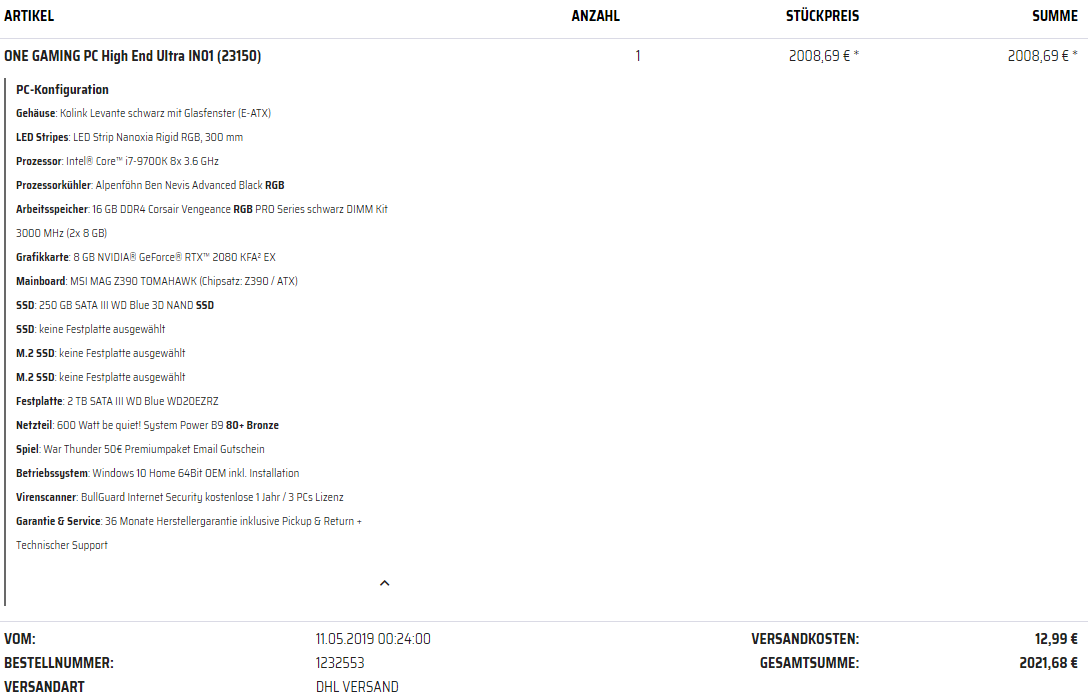 ARTIKEL ANZAHL STÜCKPREIS SUMME
ONE GAMING PC High End Ultra IN01 (23150) 1 2008,69 € * 2008,69 € *
PC-Konfiguration
Gehäuse: Kolink Levante schwarz mit Glasfenster (E-ATX)
LED Stripes: LED Strip Nanoxia Rigid RGB, 300 mm
Prozessor: Intel® Core™ i7-9700K 8x 3.6 GHz
Prozessorkühler: Alpenföhn Ben Nevis Advanced Black RGB
Arbeitsspeicher: 16 GB DDR4 Corsair Vengeance RGB PRO Series schwarz DIMM Kit
3000 MHz (2x 8 GB)
Grafikkarte: 8 GB NVIDIA® GeForce® RTX™ 2080 KFA² EX
Mainboard: MSI MAG Z390 TOMAHAWK (Chipsatz: Z390 / ATX)
SSD: 250 GB SATA III WD Blue 3D NAND SSD
SSD: keine Festplatte ausgewählt
M.2 SSD: keine Festplatte ausgewählt
M.2 SSD: keine Festplatte ausgewählt
Festplatte: 2 TB SATA III WD Blue WD20EZRZ
Netzteil: 600 Watt be quiet! System Power B9 80+ Bronze
Spiel: War Thunder 50€ Premiumpaket Email Gutschein
Betriebssystem: Windows 10 Home 64Bit OEM inkl. Installation
Virenscanner: BullGuard Internet Security kostenlose 1 Jahr / 3 PCs Lizenz
Garantie & Service: 36 Monate Herstellergarantie inklusive Pickup & Return +
Technischer Support
VOM: 11.05.2019 00:24:00 VERSANDKOSTEN: 12,99 €
BESTELLNUMMER: 1232553 GESAMTSUMME: 2021,68 €
VERSANDART DHL VERSAND